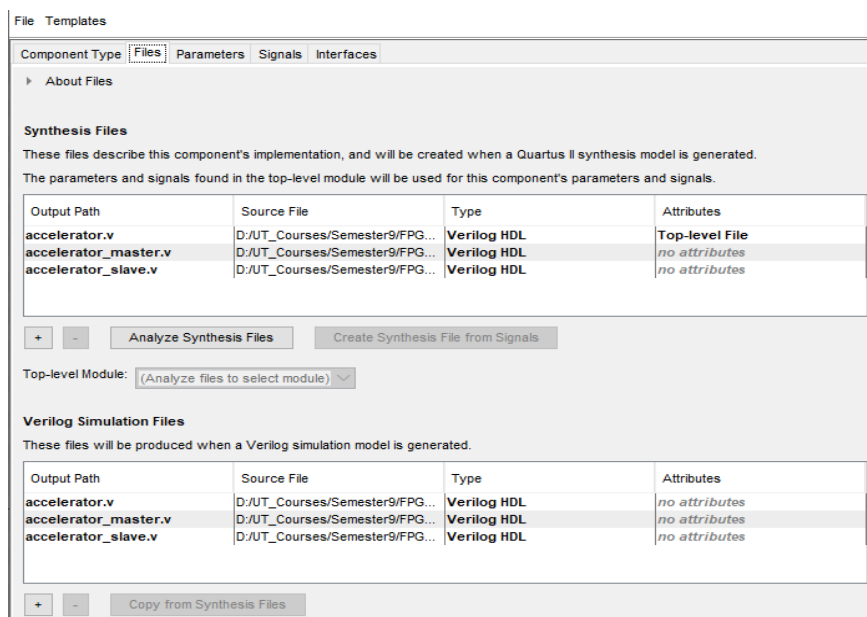 File Templates
Component Type Files Parameters Signals Interfaces
About Files
Synthesis Files
These files describe this component's implementation, and will be created when a Quartus II synthesis model is generated.
The parameters and signals found in the top-level module will be used for this component's parameters and signals.
Output Path Source File Type Attributes
accelerator.v D:/UT_Courses/Semester9/FPG... Verilog HDL Top-level File
accelerator_master.v D:/UT_Courses/Semester9/FPG... Verilog HDL no attributes
accelerator_slave.v D:/UT_Courses/Semester9/FPG... Verilog HDL no attributes
+ - Analyze Synthesis Files Create Synthesis File from Signals
Top-level Module: (Analyze files to select module)
Verilog Simulation Files
These files will be produced when a Verilog simulation model is generated.
Output Path Source File Type Attributes
accelerator.v D:/UT_Courses/Semester9/FPG... Verilog HDL no attributes
accelerator_master.v D:/UT_Courses/Semester9/FPG... Verilog HDL no attributes
accelerator_slave.v D:/UT_Courses/Semester9/FPG... Verilog HDL no attributes
+ - Copy from Synthesis Files